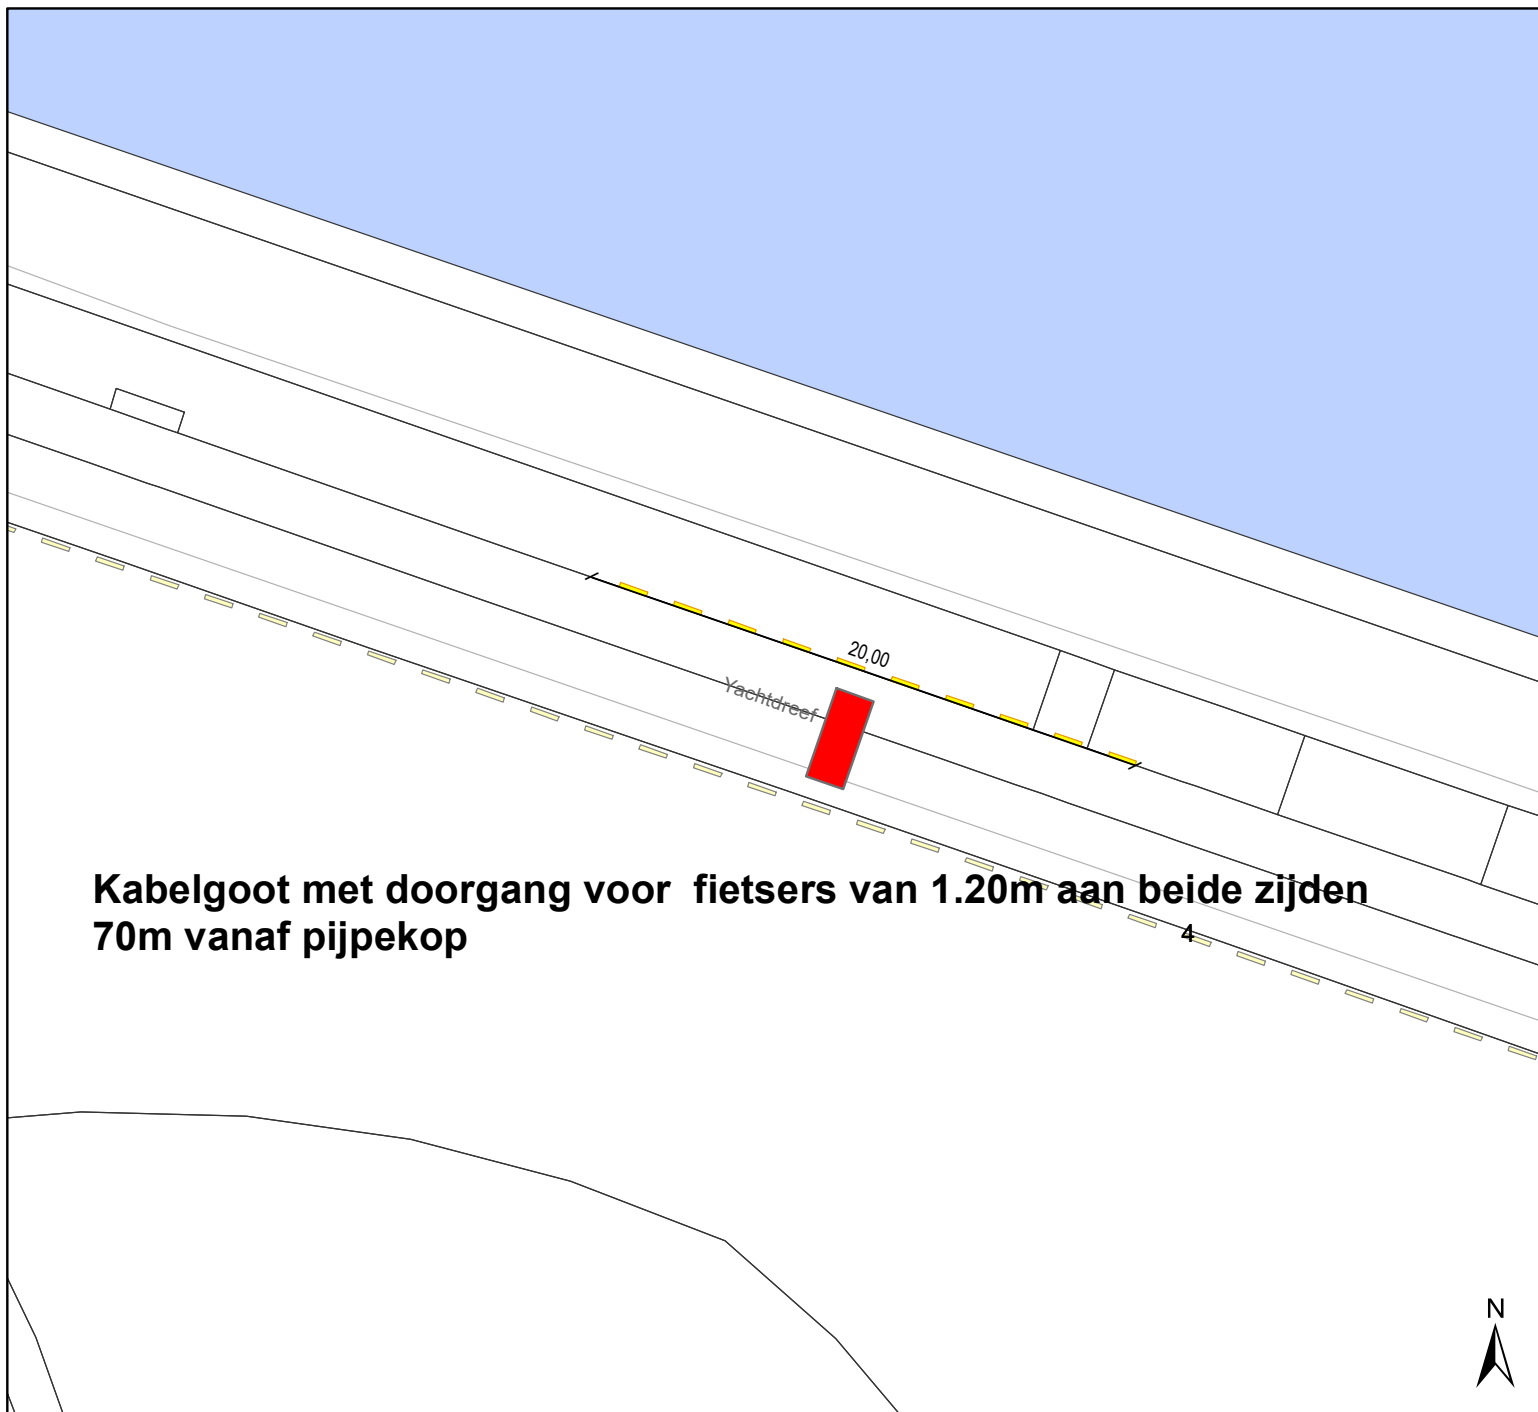 20,00
Yachtdreef
Kabelgoot met doorgang voor  fietsers van 1.20m aan beide zijden
70m vanaf pijpekop
4
N